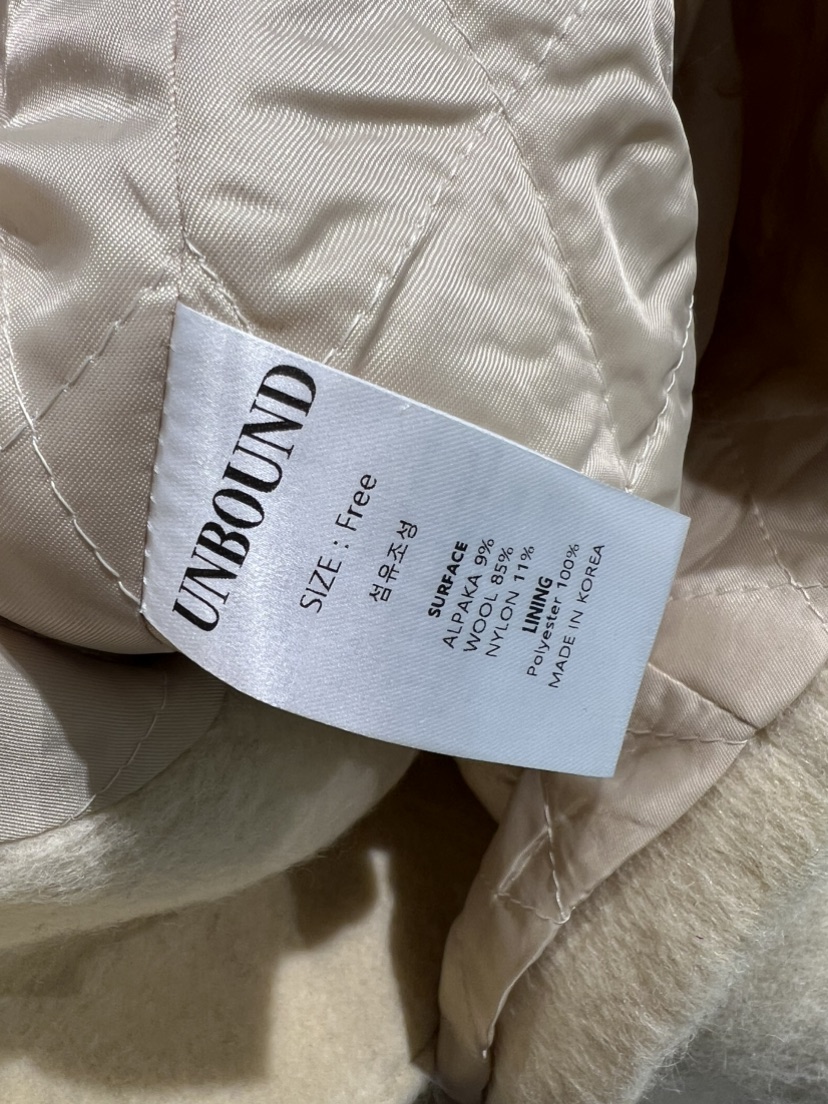 UNBOUND
SIZE : Free
섬유조성
SURFACE
ALPAKA 9%
WOOL 85%
NYLON 11%
LINING
Polyester 100%
MADE IN KOREA